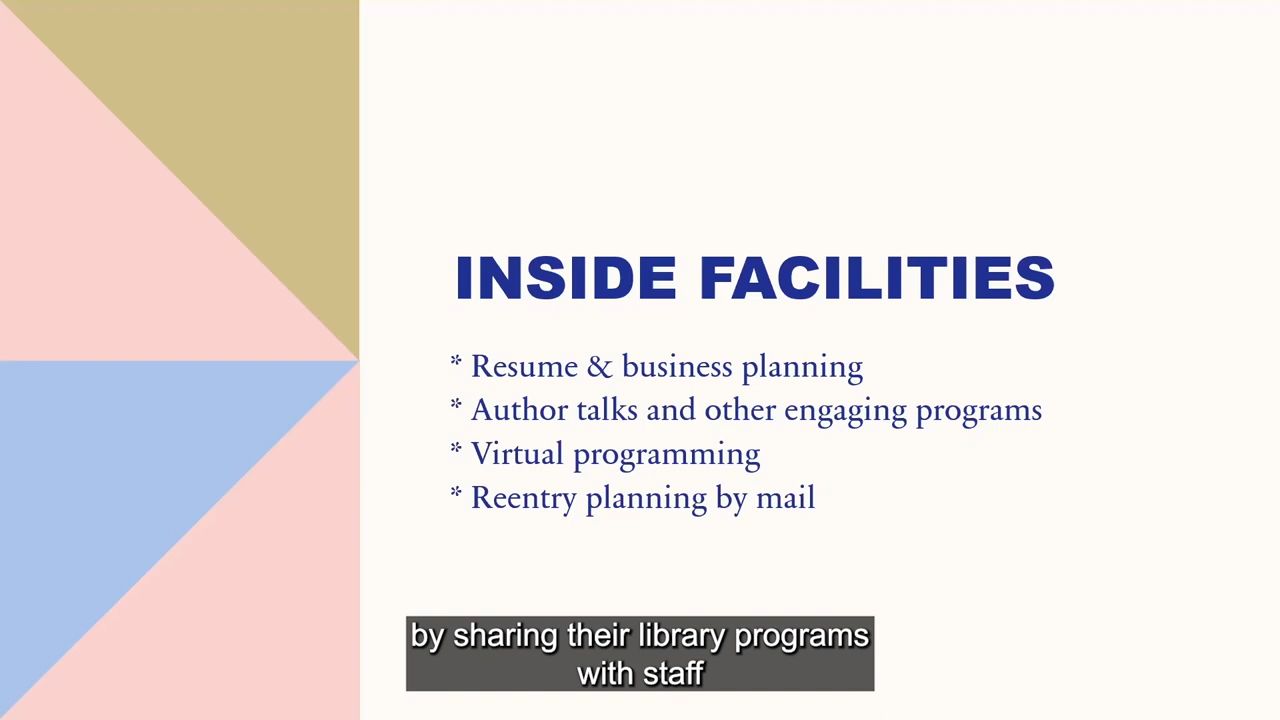 INSIDE FACILITIES
* Resume & business planning
* Author talks and other engaging programs
* Virtual programming
* Reentry planning by mail
by sharing their library programs
with staff